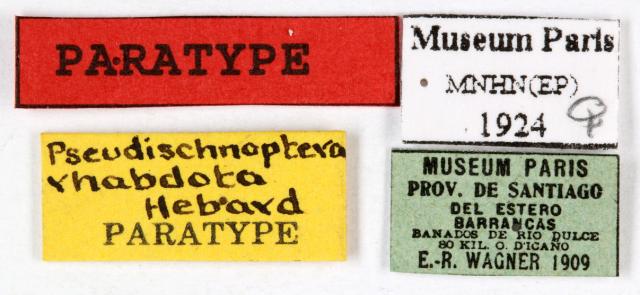 PARATYPE
Museum Paris
MNHN(EP)
1924
Pseudischnoptera
rhabdota
Hebard
PARATYPE
MUSEUM PARIS
PROV. DE SANTIAGO
DEL ESTERO
BARRANCAS
BANADOS DE RIO DULCE
80 KIL. O. D'ICAÑO
E.-R. WAGNER 1909